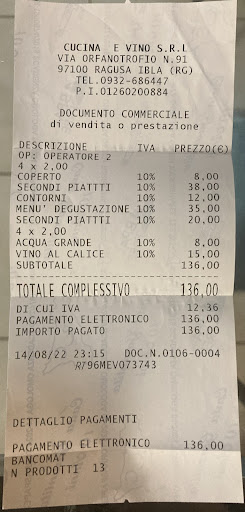 CUCINA E VINO S.R.L
VIA ORFANOTROFIO N.91
97100 RAGUSA IBLA (RG)
TEL.0932-686447
P.I.01260200884
DOCUMENTO COMMERCIALE
di vendita o prestazione
DESCRIZIONE IVA PREZZO(€)
OP: OPERATORE 2
4 x 2,00
COPERTO 10% 8,00
SECONDI PIATTTI 10% 38,00
CONTORNI 10% 12,00
MENU' DEGUSTAZIONE 10% 35,00
SECONDI PIATTTI 10% 20,00
4 x 2,00
ACQUA GRANDE 10% 8,00
VINO AL CALICE 10% 15,00
SUBTOTALE 136,00
TOTALE COMPLESSIVO 136,00
DI CUI IVA 12,36
PAGAMENTO ELETTRONICO 136,00
IMPORTO PAGATO 136,00
14/08/22 23:15 DOC.N.0106-0004
RT96MEV073743
DETTAGLIO PAGAMENTI
PAGAMENTO ELETTRONICO 136,00
BANCOMAT
N PRODOTTI 13